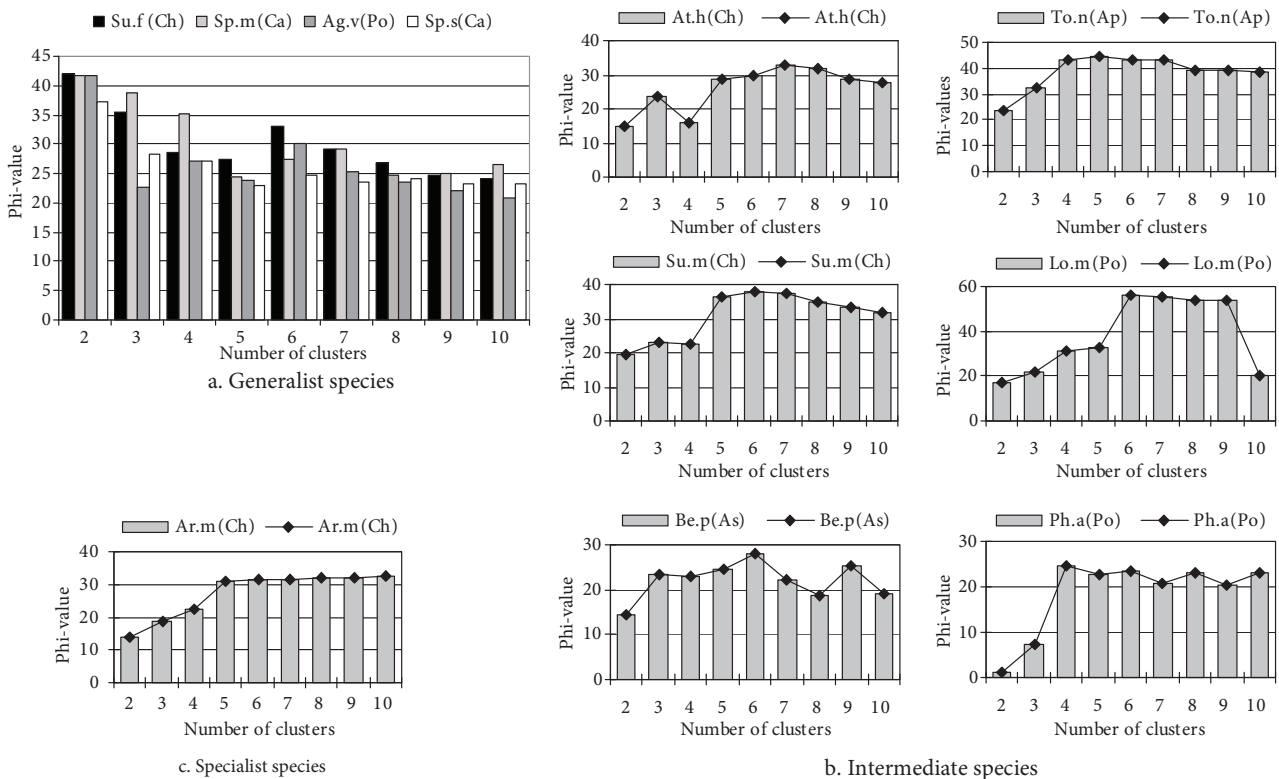 Su.f (Ch) Sp.m(Ca) Ag.v(Po) Sp.s(Ca)
45
40
35
30
25
20
15
10
5
0
Phi-value
2 3 4 5 6 7 8 9 10
Number of clusters
a. Generalist species
At.h(Ch) At.h(Ch)
40
30
20
10
0
Phi-value
2 3 4 5 6 7 8 9 10
Number of clusters
To.n(Ap) To.n(Ap)
50
40
30
20
10
0
Phi-values
2 3 4 5 6 7 8 9 10
Number of clusters
Su.m(Ch) Su.m(Ch)
40
30
20
10
0
Phi-value
2 3 4 5 6 7 8 9 10
Number of clusters
Lo.m(Po) Lo.m(Po)
60
40
20
0
Phi-value
2 3 4 5 6 7 8 9 10
Number of clusters
Ar.m(Ch) Ar.m(Ch)
40
30
20
10
0
Phi-value
2 3 4 5 6 7 8 9 10
Number of clusters
c. Specialist species
Be.p(As) Be.p(As)
30
20
10
0
Phi-value
2 3 4 5 6 7 8 9 10
Number of clusters
Ph.a(Po) Ph.a(Po)
30
20
10
0
Phi-value
2 3 4 5 6 7 8 9 10
Number of clusters
b. Intermediate species